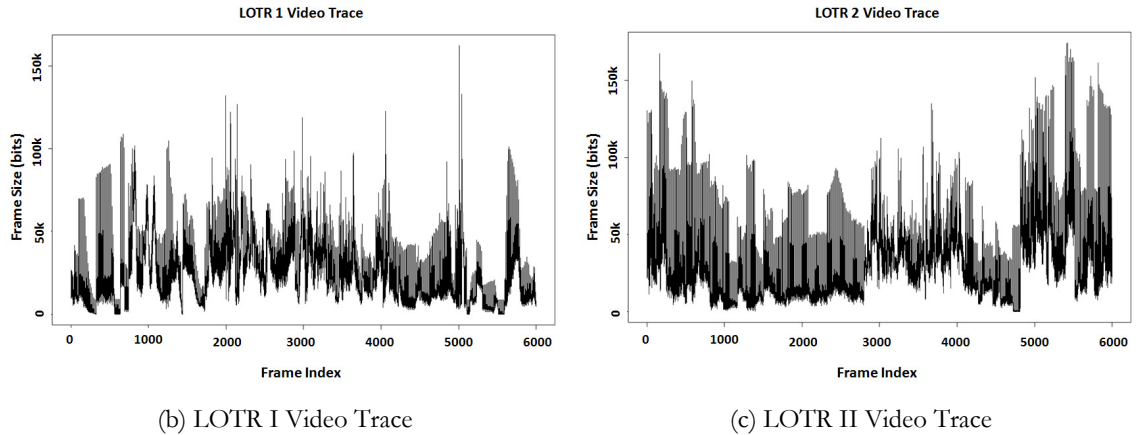 LOTR 1 Video Trace
150k
100k
50k
0
Frame Size (bits)
0 1000 2000 3000 4000 5000 6000
Frame Index
(b) LOTR I Video Trace
LOTR 2 Video Trace
150k
100k
50k
0
Frame Size (bits)
0 1000 2000 3000 4000 5000 6000
Frame Index
(c) LOTR II Video Trace